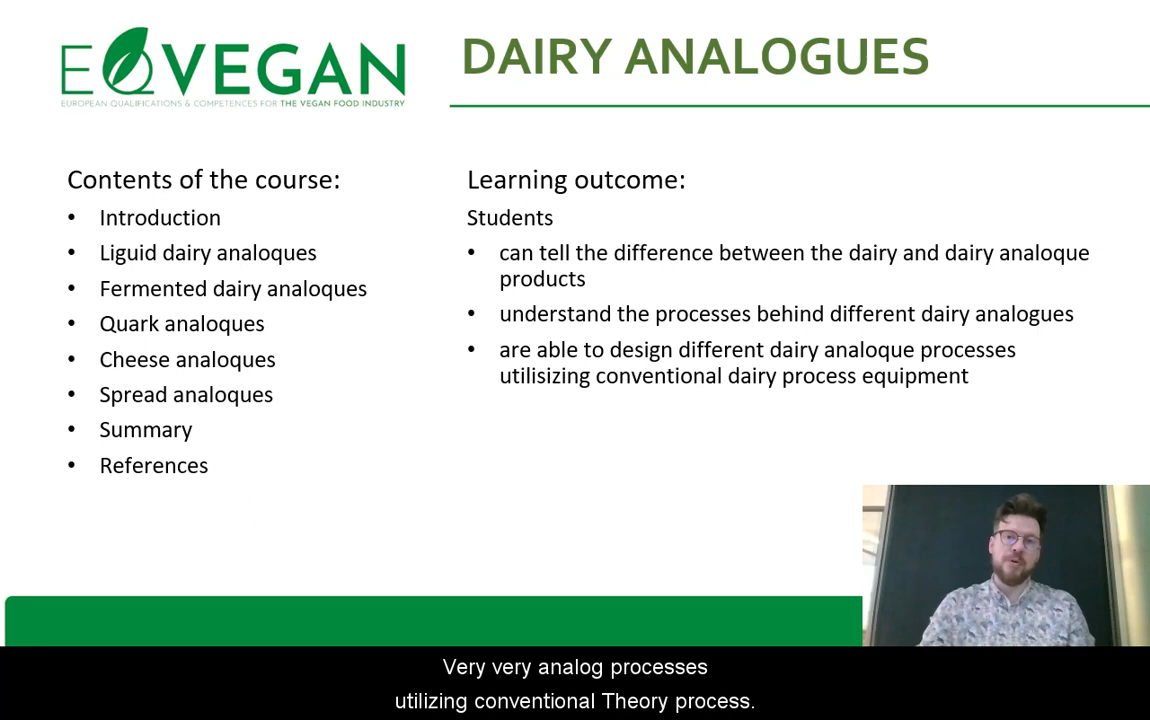 EQVEGAN
EUROPEAN QUALIFICATIONS & COMPETENCES FOR THE VEGAN FOOD INDUSTRY
DAIRY ANALOGUES
Contents of the course:
• Introduction
• Liguid dairy analoques
• Fermented dairy analoques
• Quark analoques
• Cheese analoques
• Spread analoques
• Summary
• References
Learning outcome:
Students
• can tell the difference between the dairy and dairy analoque
products
• understand the processes behind different dairy analogues
• are able to design different dairy analoque processes
utilisizing conventional dairy process equipment
Very very analog processes
utilizing conventional Theory process.